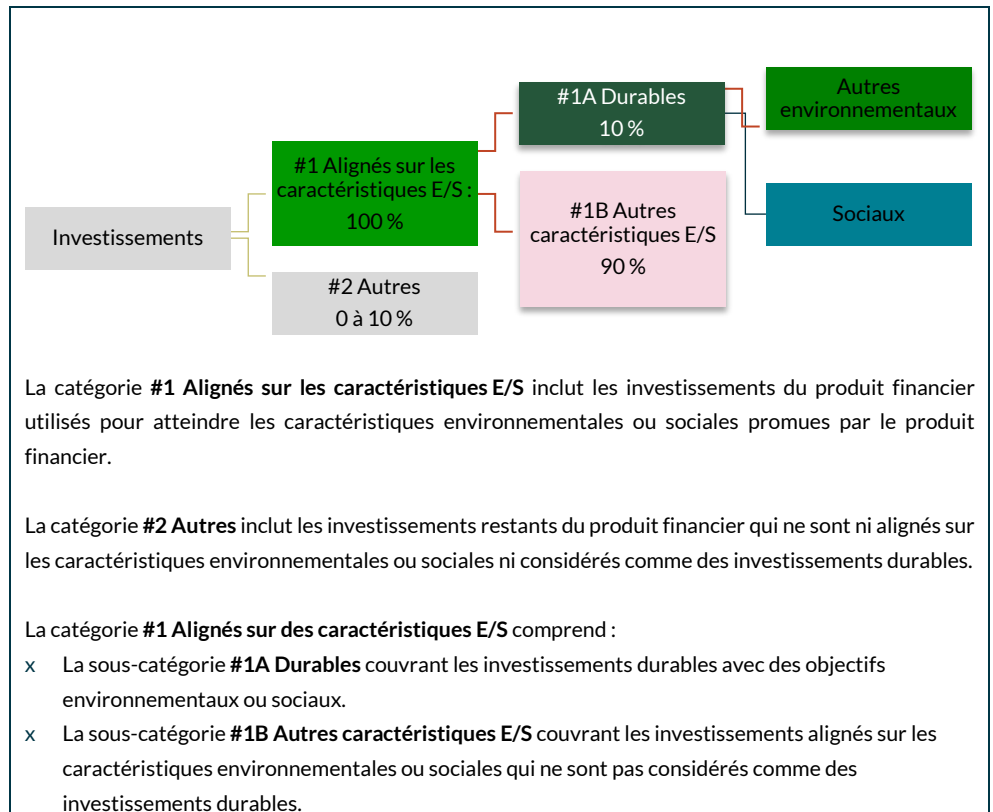 Investissements
#1 Alignés sur les
caractéristiques E/S :
100 %
#2 Autres
0 à 10 %
#1A Durables
10 %
#1B Autres
caractéristiques E/S
90 %
Autres
environnementaux
Sociaux
La catégorie #1 Alignés sur les caractéristiques E/S inclut les investissements du produit financier
utilisés pour atteindre les caractéristiques environnementales ou sociales promues par le produit
financier.
La catégorie #2 Autres inclut les investissements restants du produit financier qui ne sont ni alignés sur
les caractéristiques environnementales ou sociales ni considérés comme des investissements durables.
La catégorie #1 Alignés sur des caractéristiques E/S comprend :
x La sous-catégorie #1A Durables couvrant les investissements durables avec des objectifs
environnementaux ou sociaux.
x La sous-catégorie #1B Autres caractéristiques E/S couvrant les investissements alignés sur les
caractéristiques environnementales ou sociales qui ne sont pas considérés comme des
investissements durables.